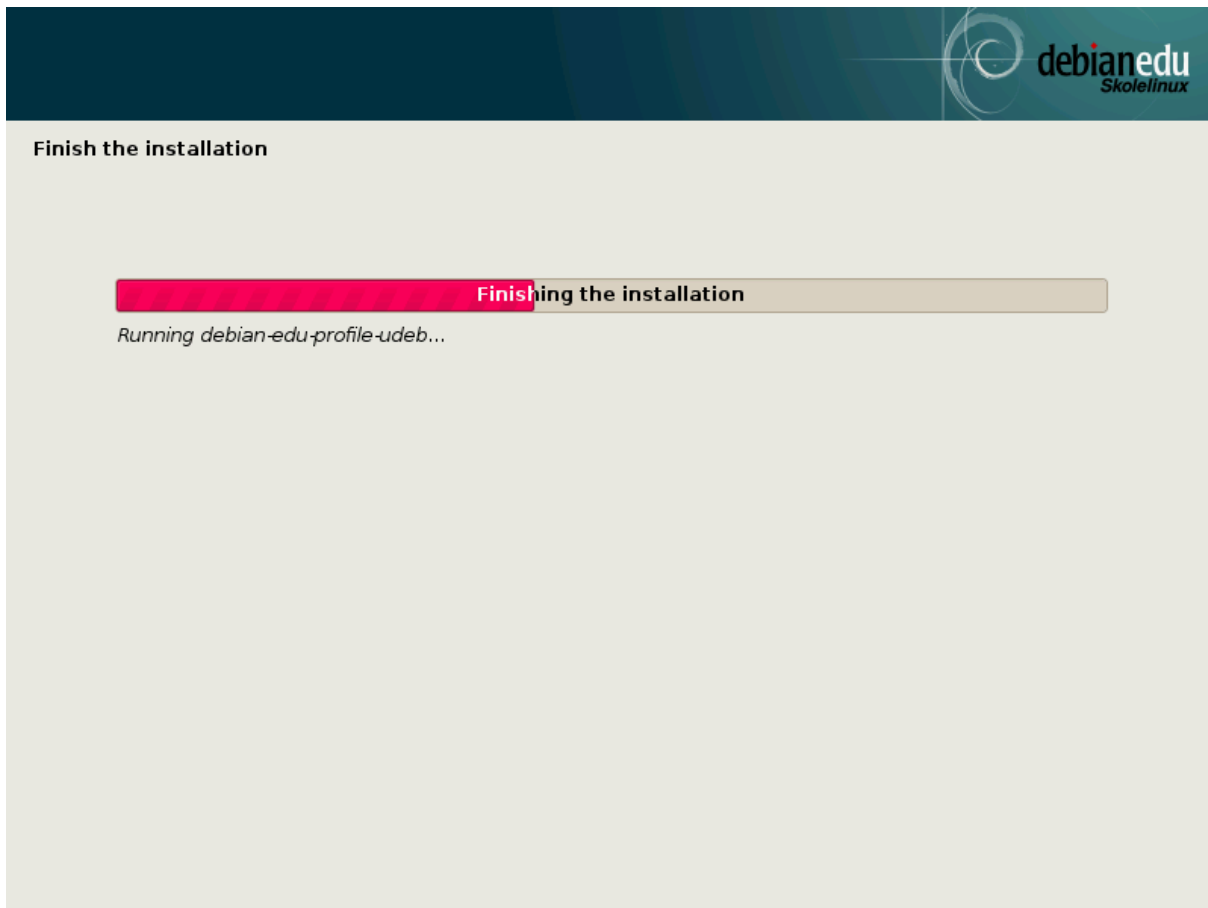 debianedu
Skolelinux
Finish the installation
Finishing the installation
Running debian-edu-profile-udeb...